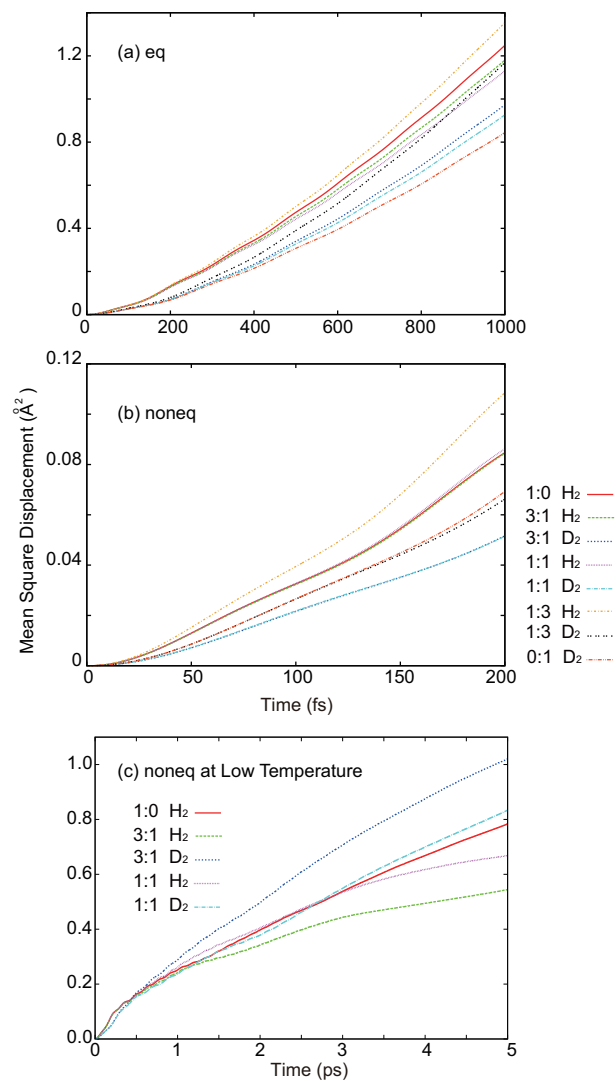 (a) eq
1.2
0.8
0.4
0
0 200 400 600 800 1000
(b) noneq
0.12
0.08
0.04
0
0 50 100 150 200
Time (fs)
Mean Square Displacement (Å²)
1:0 H₂
3:1 H₂
3:1 D₂
1:1 H₂
1:1 D₂
1:3 H₂
1:3 D₂
0:1 D₂
(c) noneq at Low Temperature
1:0 H₂
3:1 H₂
3:1 D₂
1:1 H₂
1:1 D₂
1.0
0.8
0.6
0.4
0.2
0.0
0 1 2 3 4 5
Time (ps)